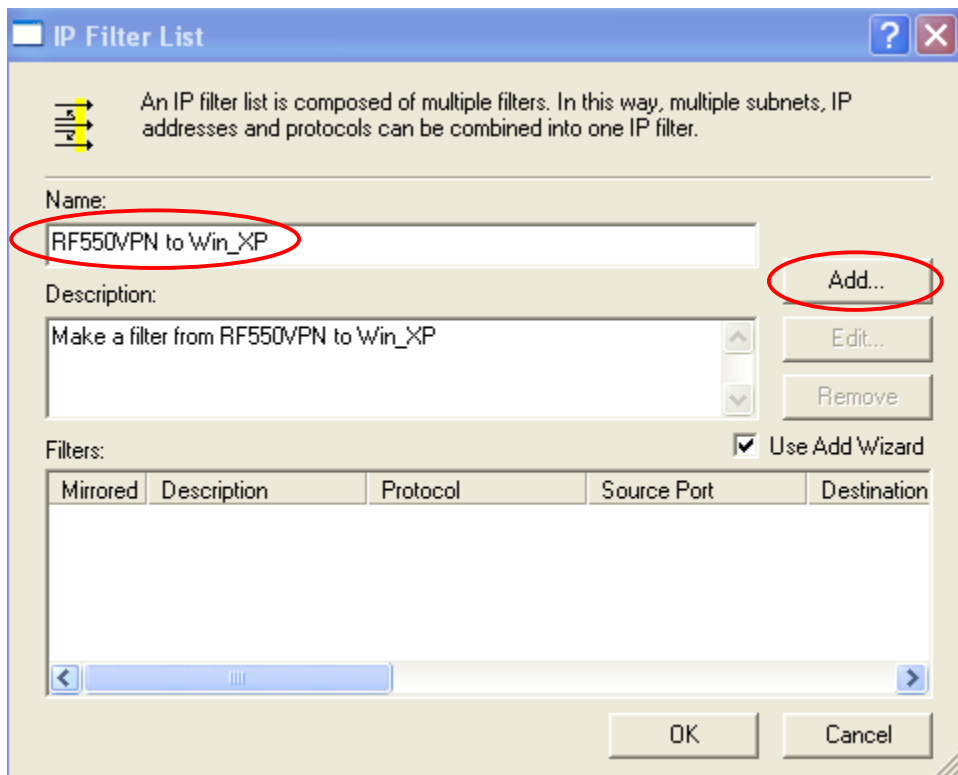 IP Filter List
An IP filter list is composed of multiple filters. In this way, multiple subnets, IP
addresses and protocols can be combined into one IP filter.
Name:
RF550VPN to Win_XP
Add...
Description:
Make a filter from RF550VPN to Win_XP
Edit...
Remove
Filters:
Use Add Wizard
Mirrored Description Protocol Source Port Destination
OK Cancel